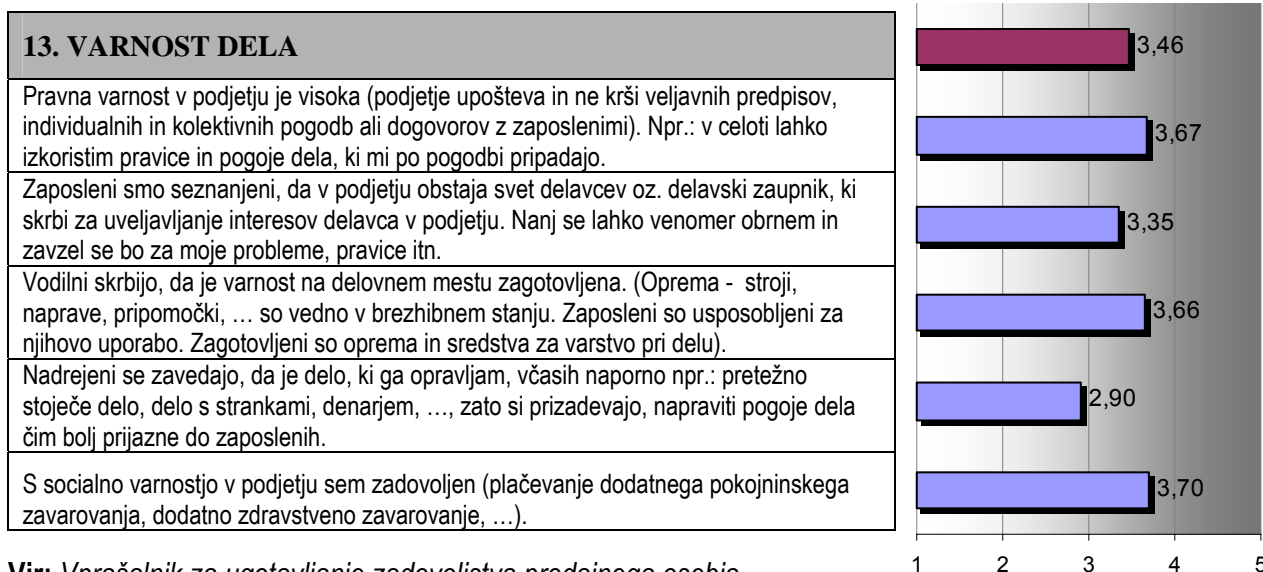 13. VARNOST DELA
3,46
Pravna varnost v podjetju je visoka (podjetje upošteva in ne krši veljavnih predpisov,
individualnih in kolektivnih pogodb ali dogovorov z zaposlenimi). Npr.: v celoti lahko
izkoristim pravice in pogoje dela, ki mi po pogodbi pripadajo.
3,67
Zaposleni smo seznanjeni, da v podjetju obstaja svet delavcev oz. delavski zaupnik, ki
skrbi za uveljavljanje interesov delavca v podjetju. Nanj se lahko venomer obrnem in
zavzel se bo za moje probleme, pravice itn.
3,35
Vodilni skrbijo, da je varnost na delovnem mestu zagotovljena. (Oprema - stroji,
naprave, pripomočki, … so vedno v brezhibnem stanju. Zaposleni so usposobljeni za
njihovo uporabo. Zagotovljeni so oprema in sredstva za varstvo pri delu).
3,66
Nadrejeni se zavedajo, da je delo, ki ga opravljam, včasih naporno npr.: pretežno
stoječe delo, delo s strankami, denarjem, …, zato si prizadevajo, napraviti pogoje dela
čim bolj prijazne do zaposlenih.
2,90
S socialno varnostjo v podjetju sem zadovoljen (plačevanje dodatnega pokojninskega
zavarovanja, dodatno zdravstveno zavarovanje, …).
3,70
1 2 3 4 5
Vir: Vprašalnik za ugotavljanje zadovoljstva prodajnega osebja